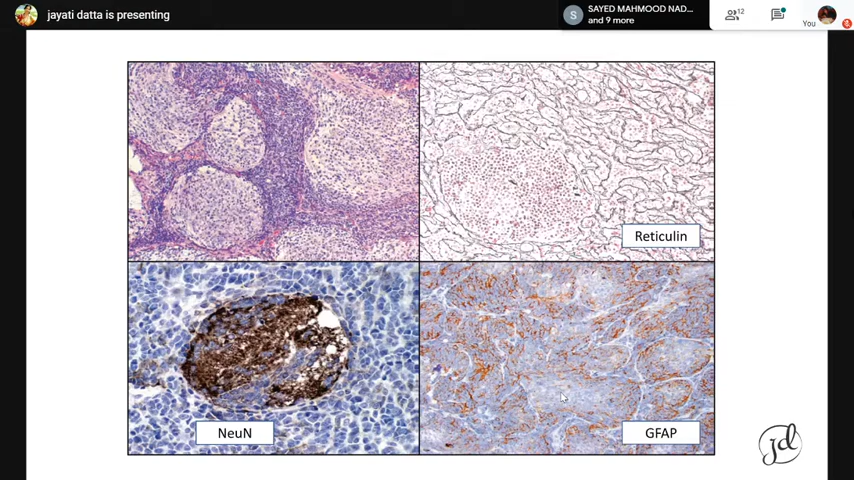 jayati datta is presenting
SAYED MAHMOOD NAD...
and 9 more
S
12
You
Reticulin
NeuN
GFAP
jd